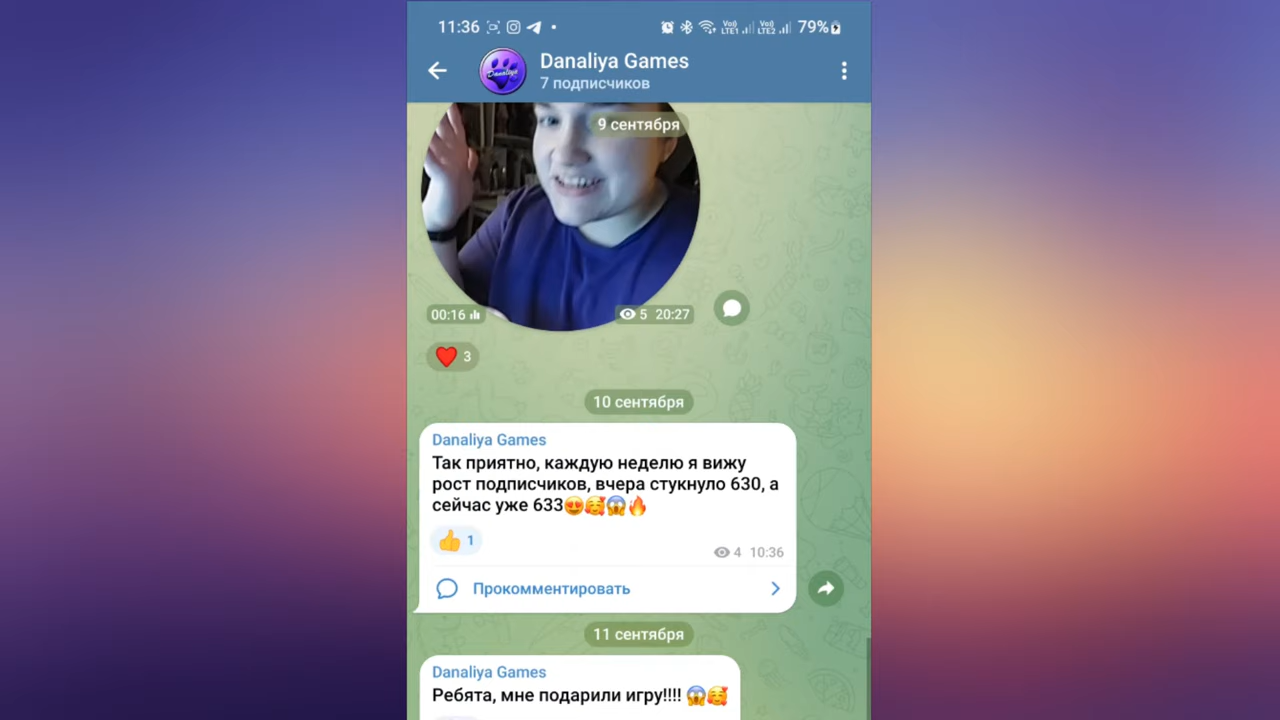 11:36
LTE1 LTE2 79%
Danaliya Games
7 подписчиков
9 сентября
00:16
5 20:27
3
10 сентября
Danaliya Games
Так приятно, каждую неделю я вижу
рост подписчиков, вчера стукнуло 630, а
сейчас уже 633😍🥰😱🔥
1
4 10:36
Прокомментировать
11 сентября
Danaliya Games
Ребята, мне подарили игру!!!! 😱🥰